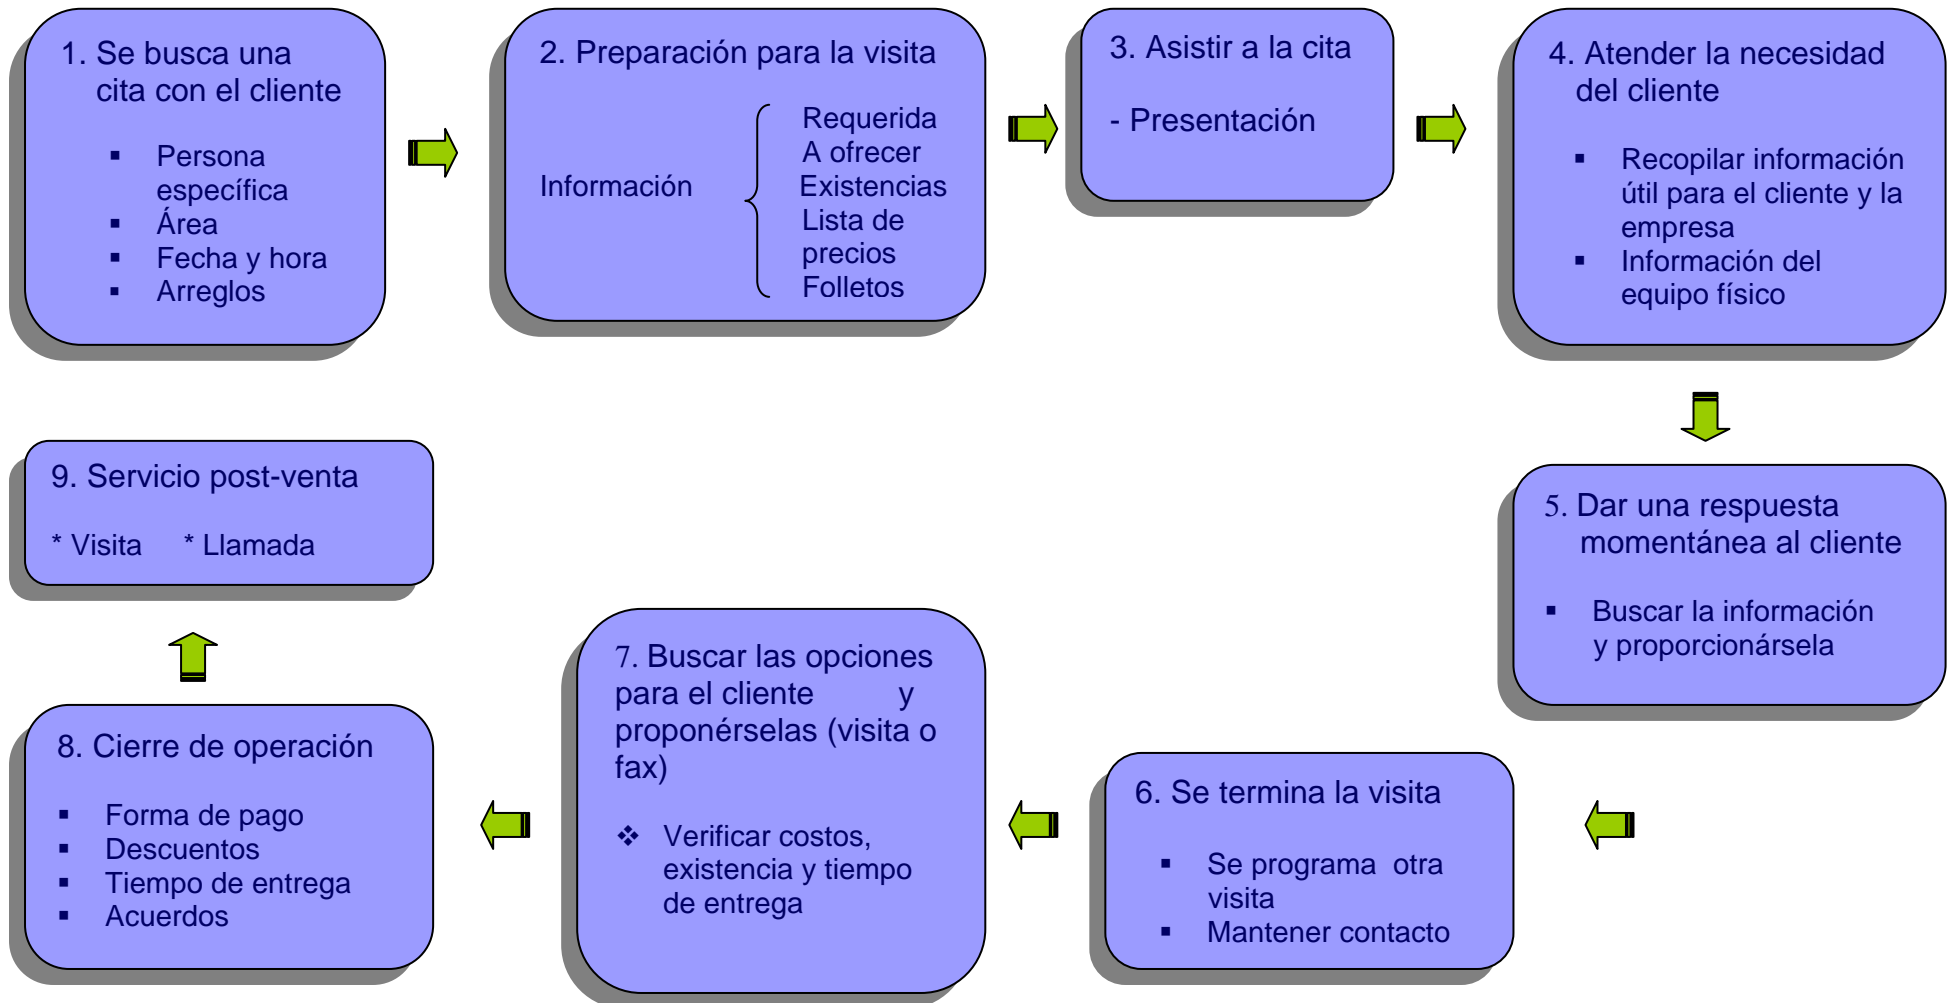 1. Se busca una
cita con el cliente
▪ Persona
específica
▪ Área
▪ Fecha y hora
▪ Arreglos
2. Preparación para la visita
Información
Requerida
A ofrecer
Existencias
Lista de
precios
Folletos
3. Asistir a la cita
- Presentación
4. Atender la necesidad
del cliente
▪ Recopilar información
útil para el cliente y la
empresa
▪ Información del
equipo físico
5. Dar una respuesta
momentánea al cliente
▪ Buscar la información
y proporcionársela
6. Se termina la visita
▪ Se programa otra
visita
▪ Mantener contacto
7. Buscar las opciones
para el cliente y
proponérselas (visita o
fax)
❖ Verificar costos,
existencia y tiempo
de entrega
8. Cierre de operación
▪ Forma de pago
▪ Descuentos
▪ Tiempo de entrega
▪ Acuerdos
9. Servicio post-venta
* Visita * Llamada